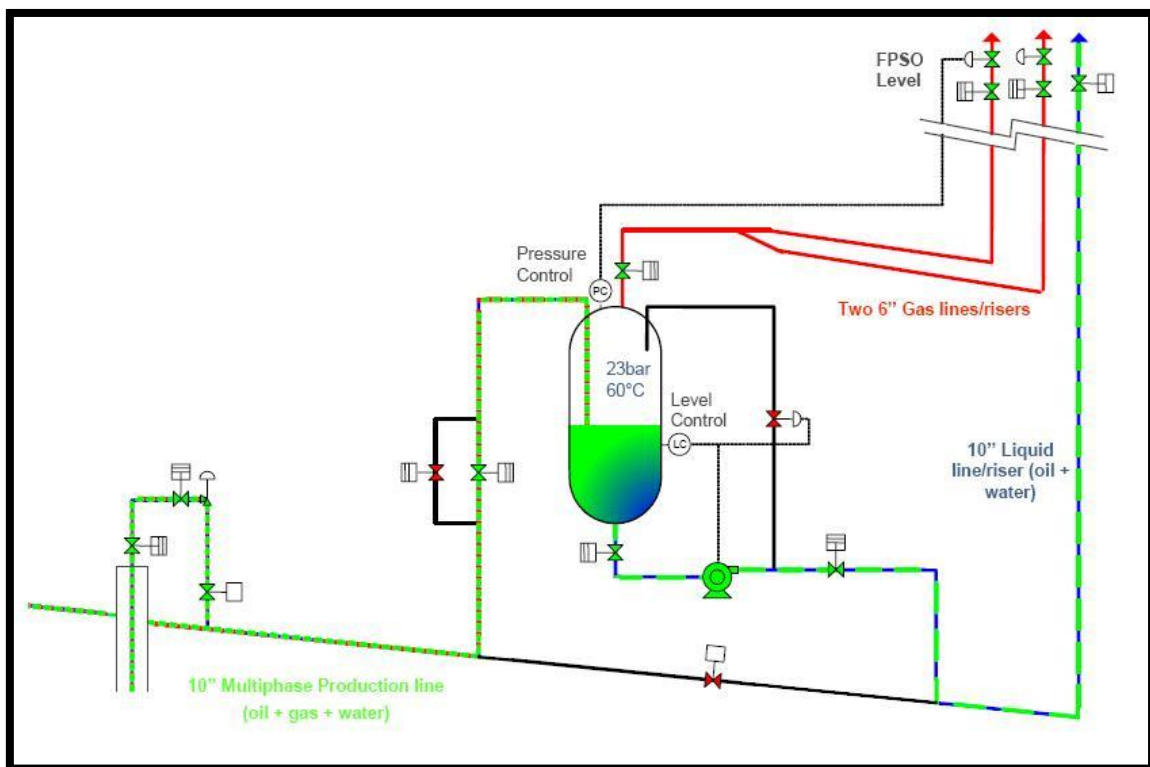 FPSO
Level
Pressure
Control
PC
Two 6” Gas lines/risers
23bar
60°C
Level
Control
LC
10” Liquid
line/riser (oil +
water)
10” Multiphase Production line
(oil + gas + water)